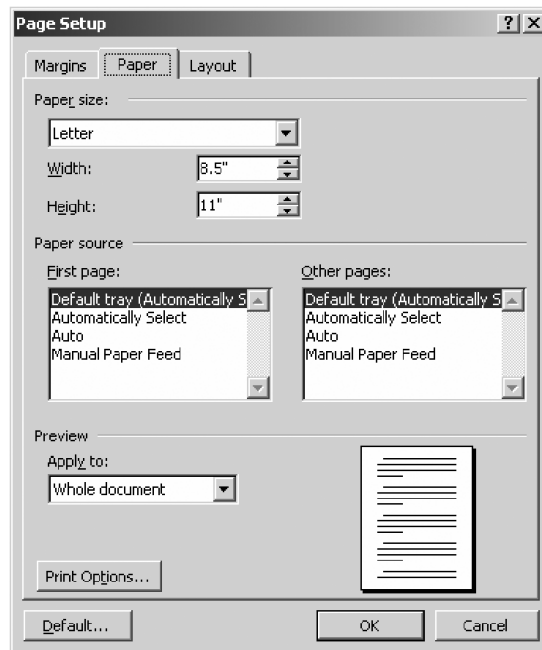 Page Setup
Margins Paper Layout
Paper size:
Letter
Width: 8.5"
Height: 11"
Paper source
First page: Other pages:
Default tray (Automatically S Default tray (Automatically S
Automatically Select Automatically Select
Auto Auto
Manual Paper Feed Manual Paper Feed
Preview
Apply to:
Whole document
Print Options...
Default... OK Cancel